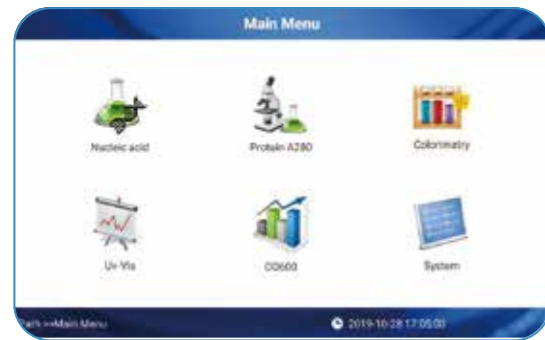 Main Menu
Nucleic acid
Protein A280
Colorimetry
Uv-Vis
OD600
System
Path >>Main Menu
2019-10-28 17:05:00